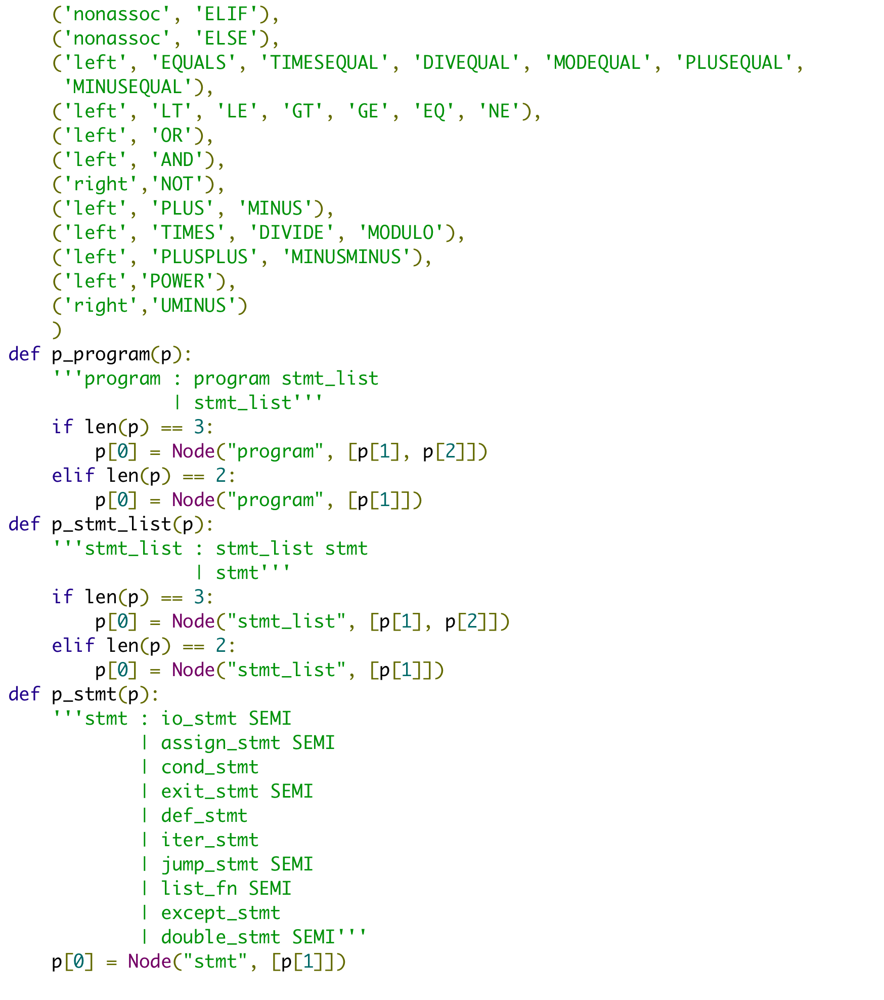 ('nonassoc', 'ELIF'),
    ('nonassoc', 'ELSE'),
    ('left', 'EQUALS', 'TIMESEQUAL', 'DIVEQUAL', 'MODEQUAL', 'PLUSEQUAL',
     'MINUSEQUAL'),
    ('left', 'LT', 'LE', 'GT', 'GE', 'EQ', 'NE'),
    ('left', 'OR'),
    ('left', 'AND'),
    ('right','NOT'),
    ('left', 'PLUS', 'MINUS'),
    ('left', 'TIMES', 'DIVIDE', 'MODULO'),
    ('left', 'PLUSPLUS', 'MINUSMINUS'),
    ('left','POWER'),
    ('right','UMINUS')
    )
def p_program(p):
    '''program : program stmt_list
               | stmt_list'''
    if len(p) == 3:
        p[0] = Node("program", [p[1], p[2]])
    elif len(p) == 2:
        p[0] = Node("program", [p[1]])
def p_stmt_list(p):
    '''stmt_list : stmt_list stmt
                 | stmt'''
    if len(p) == 3:
        p[0] = Node("stmt_list", [p[1], p[2]])
    elif len(p) == 2:
        p[0] = Node("stmt_list", [p[1]])
def p_stmt(p):
    '''stmt : io_stmt SEMI
            | assign_stmt SEMI
            | cond_stmt
            | exit_stmt SEMI
            | def_stmt
            | iter_stmt
            | jump_stmt SEMI
            | list_fn SEMI
            | except_stmt
            | double_stmt SEMI'''
    p[0] = Node("stmt", [p[1]])